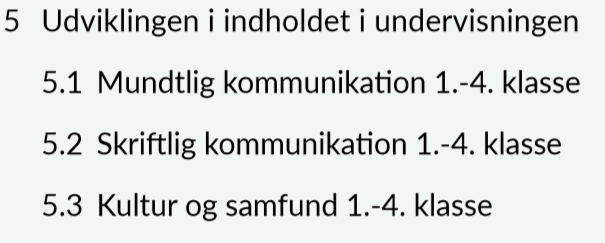 5 Udviklingen i indholdet i undervisningen
5.1 Mundtlig kommunikation 1.-4. klasse
5.2 Skriftlig kommunikation 1.-4. klasse
5.3 Kultur og samfund 1.-4. klasse